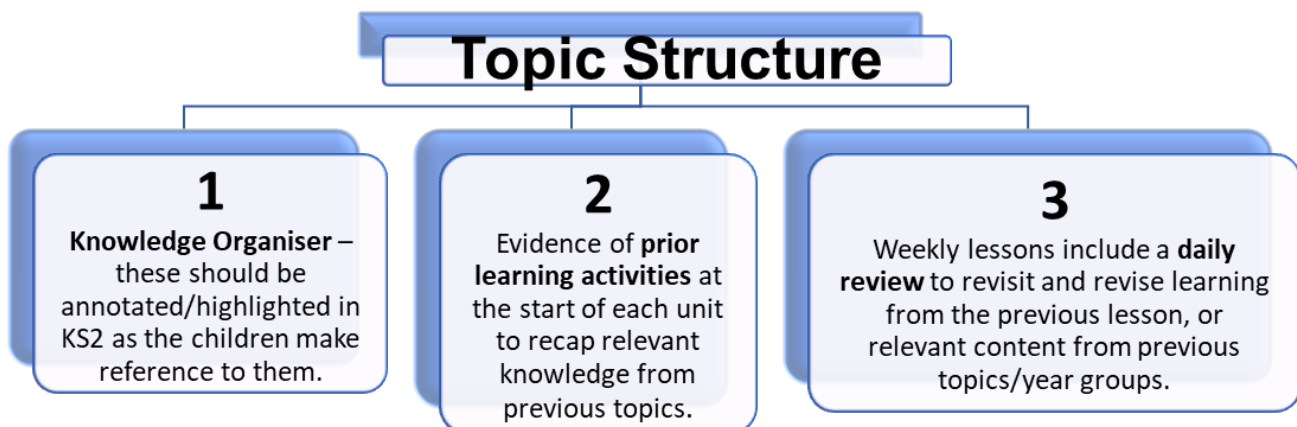 Topic Structure
1
Knowledge Organiser –
these should be
annotated/highlighted in
KS2 as the children make
reference to them.
2
Evidence of prior
learning activities at
the start of each unit
to recap relevant
knowledge from
previous topics.
3
Weekly lessons include a daily
review to revisit and revise learning
from the previous lesson, or
relevant content from previous
topics/year groups.